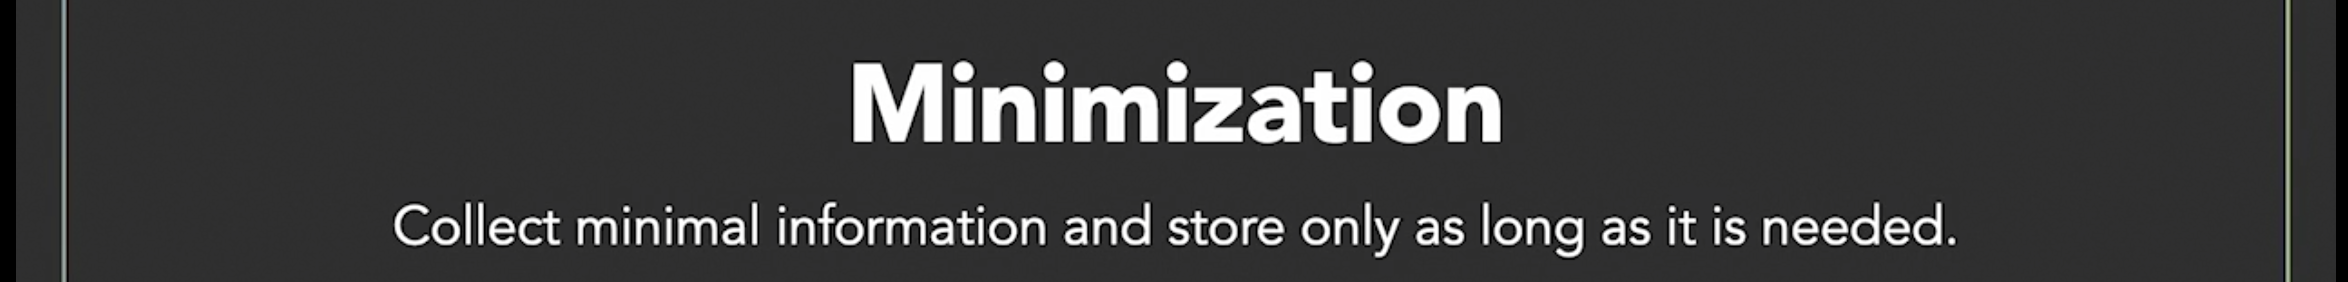 Minimization
Collect minimal information and store only as long as it is needed.